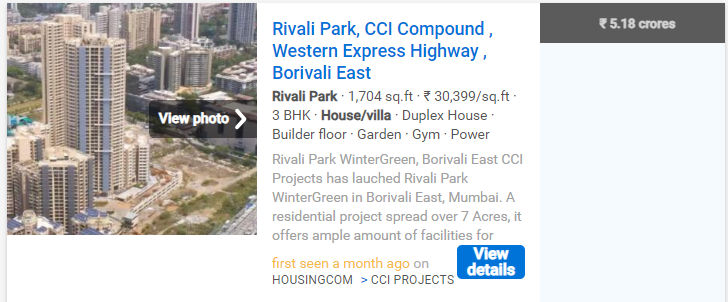 Rivali Park, CCI Compound ,
Western Express Highway ,
Borivali East
₹ 5.18 crores
Rivali Park · 1,704 sq.ft · ₹ 30,399/sq.ft ·
3 BHK · House/villa · Duplex House ·
Builder floor · Garden · Gym · Power
View photo
Rivali Park WinterGreen, Borivali East CCI
Projects has lauched Rivali Park
WinterGreen in Borivali East, Mumbai. A
residential project spread over 7 Acres, it
offers ample amount of facilities for
first seen a month ago on
HOUSINGCOM > CCI PROJECTS
View
details